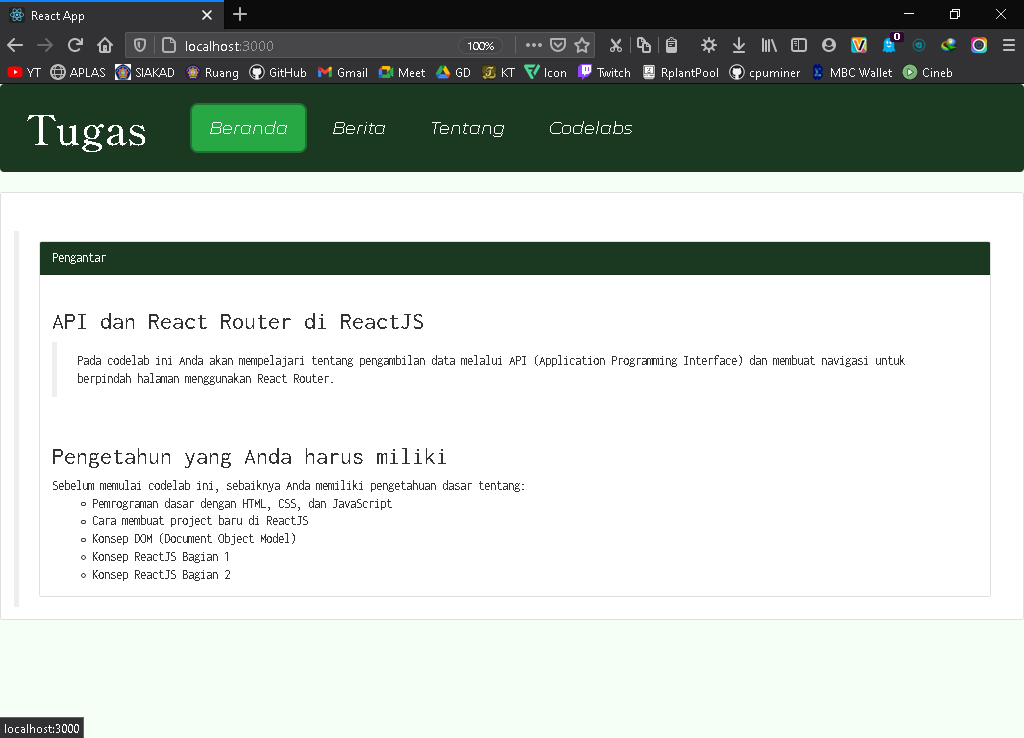 React App
localhost:3000
100%
0
YT APLAS SIAKAD Ruang GitHub Gmail Meet GD KT Icon Twitch RplantPool cpuminer MBC Wallet Cineb
Tugas Beranda Berita Tentang Codelabs
Pengantar
API dan React Router di ReactJS
Pada codelab ini Anda akan mempelajari tentang pengambilan data melalui API (Application Programming Interface) dan membuat navigasi untuk
berpindah halaman menggunakan React Router.
Pengetahun yang Anda harus miliki
Sebelum memulai codelab ini, sebaiknya Anda memiliki pengetahuan dasar tentang:
Pemrograman dasar dengan HTML, CSS, dan JavaScript
Cara membuat project baru di ReactJS
Konsep DOM (Document Object Model)
Konsep ReactJS Bagian 1
Konsep ReactJS Bagian 2
localhost:3000